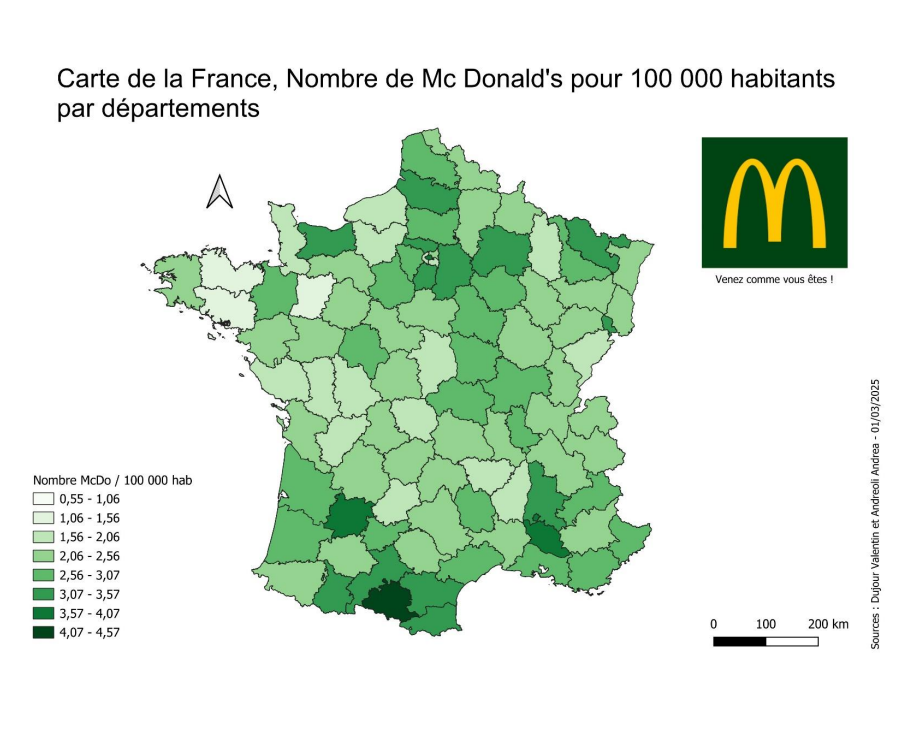 Carte de la France, Nombre de Mc Donald's pour 100 000 habitants
par départements
Venez comme vous êtes !
Nombre McDo / 100 000 hab
0,55 - 1,06
1,06 - 1,56
1,56 - 2,06
2,06 - 2,56
2,56 - 3,07
3,07 - 3,57
3,57 - 4,07
4,07 - 4,57
0 100 200 km
Sources : Dujour Valentin et Andreoli Andrea - 01/03/2025